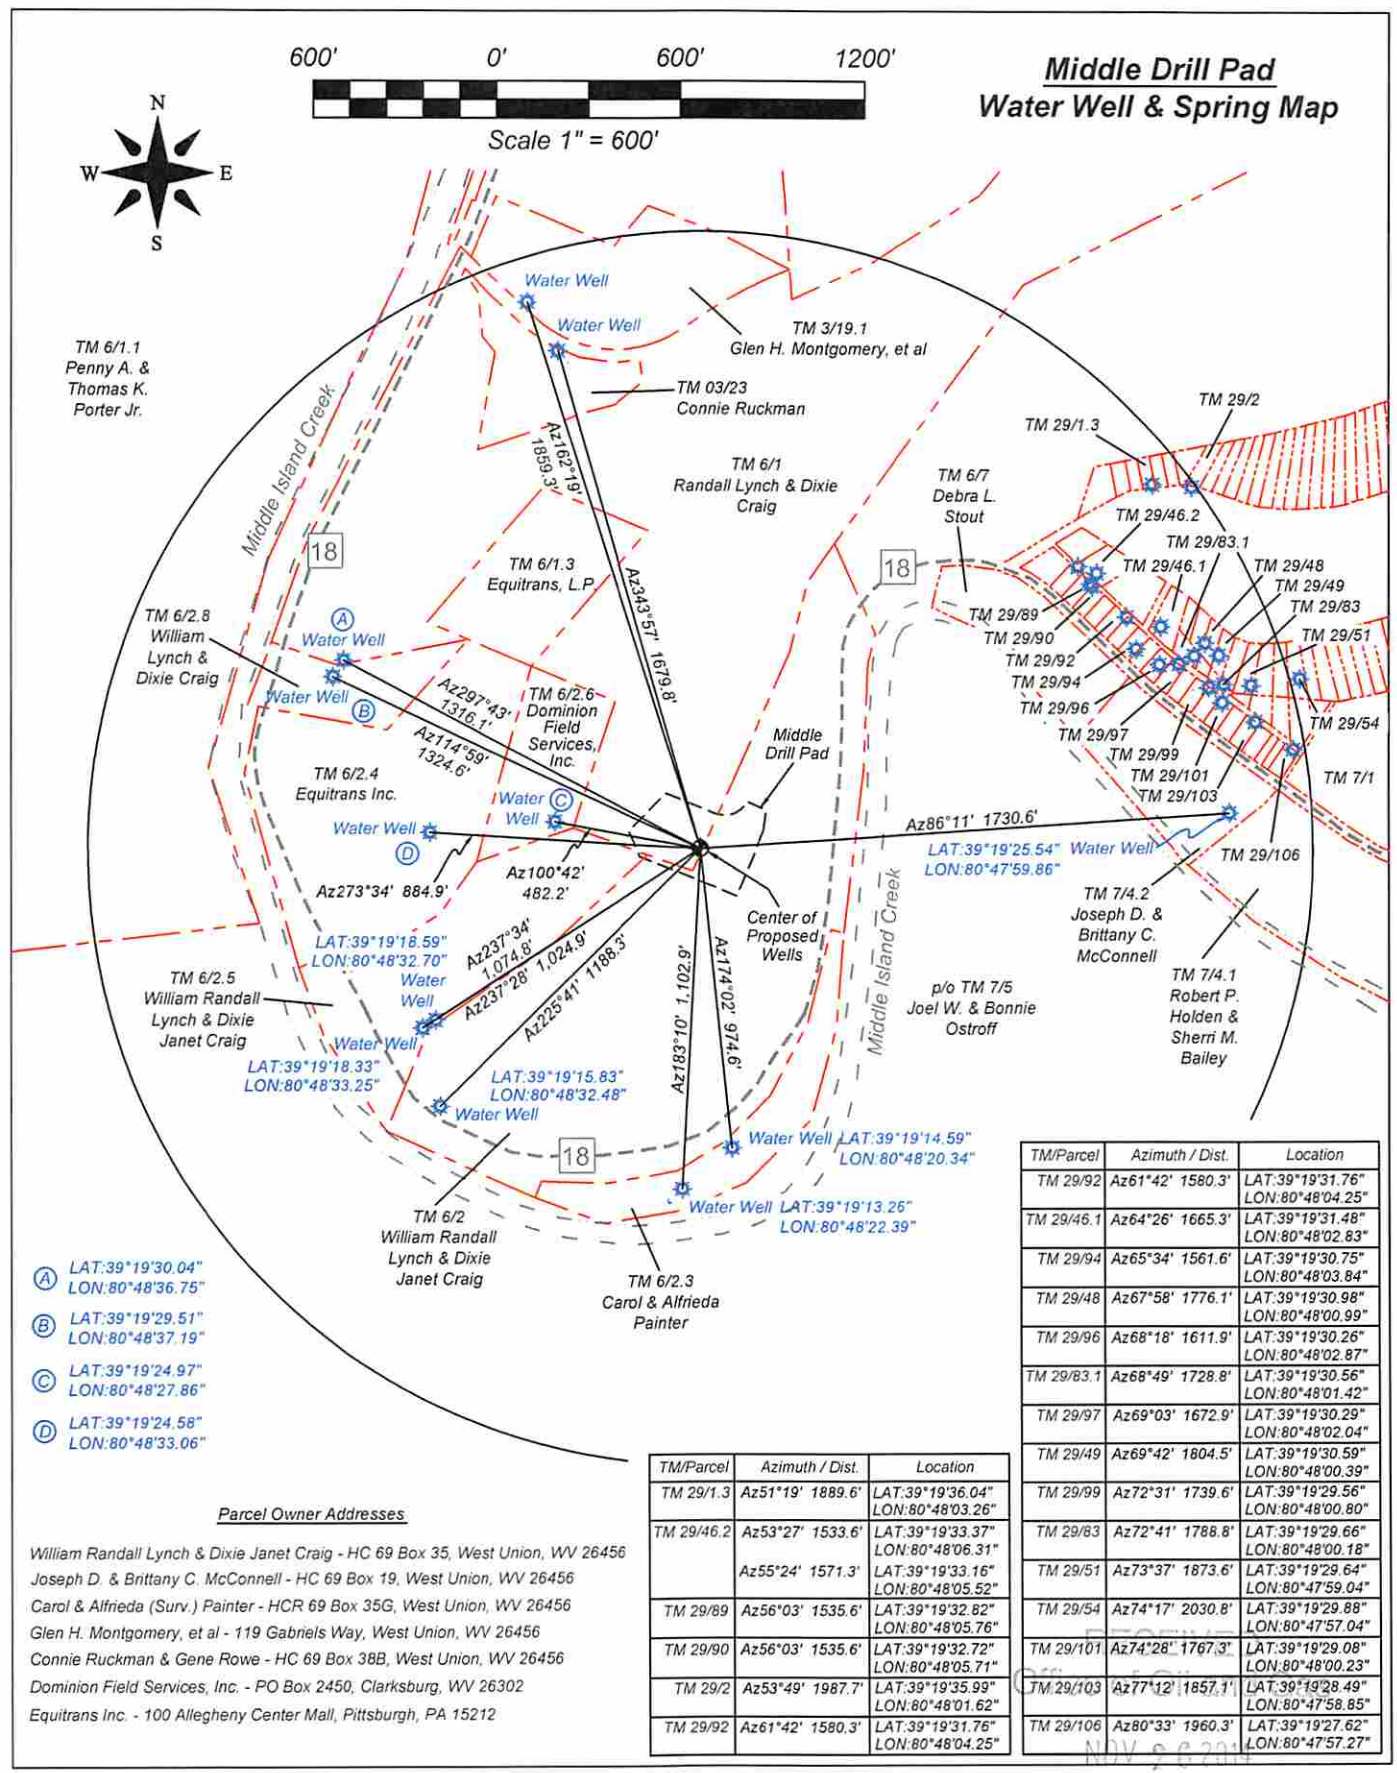 600' 0' 600' 1200'
Scale 1" = 600'
Middle Drill Pad
Water Well & Spring Map
N
W E
S
Water Well
Water Well
TM 3/19.1
Glen H. Montgomery, et al
TM 6/1.1
Penny A. &
Thomas K.
Porter Jr.
TM 03/23
Connie Ruckman
Middle Island Creek
Az162°19'
1859.3'
TM 6/1
Randall Lynch & Dixie
Craig
TM 6/7
Debra L.
Stout
TM 29/1.3
TM 29/2
TM 29/46.2
TM 29/83.1
TM 29/46.1
TM 29/48
TM 29/49
TM 29/83
TM 29/51
TM 29/54
TM 29/89
TM 29/90
TM 29/92
TM 29/94
TM 29/96
TM 29/97
TM 29/99
TM 29/101
TM 29/103
TM 29/106
TM 7/1
18
18
TM 6/1.3
Equitrans, L.P.
Az343°57' 1679.8'
TM 6/2.8
William
Lynch &
Dixie Craig
A
Water Well
Water Well
B
Az297°43'
1316.1'
Az114°59'
1324.6'
TM 6/2.6
Dominion
Field
Services,
Inc.
Middle
Drill Pad
TM 6/2.4
Equitrans Inc.
Water C
Well
Water Well
D
Az273°34' 884.9'
Az100°42'
482.2'
Az86°11' 1730.6'
LAT:39°19'25.54"
LON:80°47'59.86"
Water Well
TM 7/4.2
Joseph D. &
Brittany C.
McConnell
TM 7/4.1
Robert P.
Holden &
Sherri M.
Bailey
Center of
Proposed
Wells
Middle Island Creek
p/o TM 7/5
Joel W. & Bonnie
Ostroff
LAT:39°19'18.59"
LON:80°48'32.70"
Water
Well
Az237°34'
1,074.8'
Az237°28' 1,024.9'
Az225°41' 1188.3'
Az183°10' 1,102.9'
Az174°02' 974.6'
TM 6/2.5
William Randall
Lynch & Dixie
Janet Craig
Water Well
LAT:39°19'18.33"
LON:80°48'33.25"
LAT:39°19'15.83"
LON:80°48'32.48"
Water Well
18
Water Well LAT:39°19'14.59"
LON:80°48'20.34"
Water Well LAT:39°19'13.26"
LON:80°48'22.39"
TM 6/2
William Randall
Lynch & Dixie
Janet Craig
TM 6/2.3
Carol & Alfrieda
Painter
A LAT:39°19'30.04"
LON:80°48'36.75"
B LAT:39°19'29.51"
LON:80°48'37.19"
C LAT:39°19'24.97"
LON:80°48'27.86"
D LAT:39°19'24.58"
LON:80°48'33.06"
Parcel Owner Addresses
William Randall Lynch & Dixie Janet Craig - HC 69 Box 35, West Union, WV 26456
Joseph D. & Brittany C. McConnell - HC 69 Box 19, West Union, WV 26456
Carol & Alfrieda (Surv.) Painter - HCR 69 Box 35G, West Union, WV 26456
Glen H. Montgomery, et al - 119 Gabriels Way, West Union, WV 26456
Connie Ruckman & Gene Rowe - HC 69 Box 38B, West Union, WV 26456
Dominion Field Services, Inc. - PO Box 2450, Clarksburg, WV 26302
Equitrans Inc. - 100 Allegheny Center Mall, Pittsburgh, PA 15212
TM/Parcel Azimuth / Dist. Location
TM 29/1.3 Az51°19' 1889.6' LAT:39°19'36.04"
LON:80°48'03.26"
TM 29/46.2 Az53°27' 1533.6' LAT:39°19'33.37"
LON:80°48'06.31"
Az55°24' 1571.3' LAT:39°19'33.16"
LON:80°48'05.52"
TM 29/89 Az56°03' 1535.6' LAT:39°19'32.82"
LON:80°48'05.76"
TM 29/90 Az56°03' 1535.6' LAT:39°19'32.72"
LON:80°48'05.71"
TM 29/2 Az53°49' 1987.7' LAT:39°19'35.99"
LON:80°48'01.62"
TM 29/92 Az61°42' 1580.3' LAT:39°19'31.76"
LON:80°48'04.25"
TM/Parcel Azimuth / Dist. Location
TM 29/92 Az61°42' 1580.3' LAT:39°19'31.76"
LON:80°48'04.25"
TM 29/46.1 Az64°26' 1665.3' LAT:39°19'31.48"
LON:80°48'02.83"
TM 29/94 Az65°34' 1561.6' LAT:39°19'30.75"
LON:80°48'03.84"
TM 29/48 Az67°58' 1776.1' LAT:39°19'30.98"
LON:80°48'00.99"
TM 29/96 Az68°18' 1611.9' LAT:39°19'30.26"
LON:80°48'02.87"
TM 29/83.1 Az68°49' 1728.8' LAT:39°19'30.56"
LON:80°48'01.42"
TM 29/97 Az69°03' 1672.9' LAT:39°19'30.29"
LON:80°48'02.04"
TM 29/49 Az69°42' 1804.5' LAT:39°19'30.59"
LON:80°48'00.39"
TM 29/99 Az72°31' 1739.6' LAT:39°19'29.56"
LON:80°48'00.80"
TM 29/83 Az72°41' 1788.8' LAT:39°19'29.66"
LON:80°48'00.18"
TM 29/51 Az73°37' 1873.6' LAT:39°19'29.64"
LON:80°47'59.04"
TM 29/54 Az74°17' 2030.8' LAT:39°19'29.88"
LON:80°47'57.04"
TM 29/101 Az74°28' 1767.3' LAT:39°19'29.08"
LON:80°48'00.23"
TM 29/103 Az77°12' 1857.1' LAT:39°19'28.49"
LON:80°47'58.85"
TM 29/106 Az80°33' 1960.3' LAT:39°19'27.62"
LON:80°47'57.27"
RECEIVED
Office of Oil and Gas
NOV 26 2014